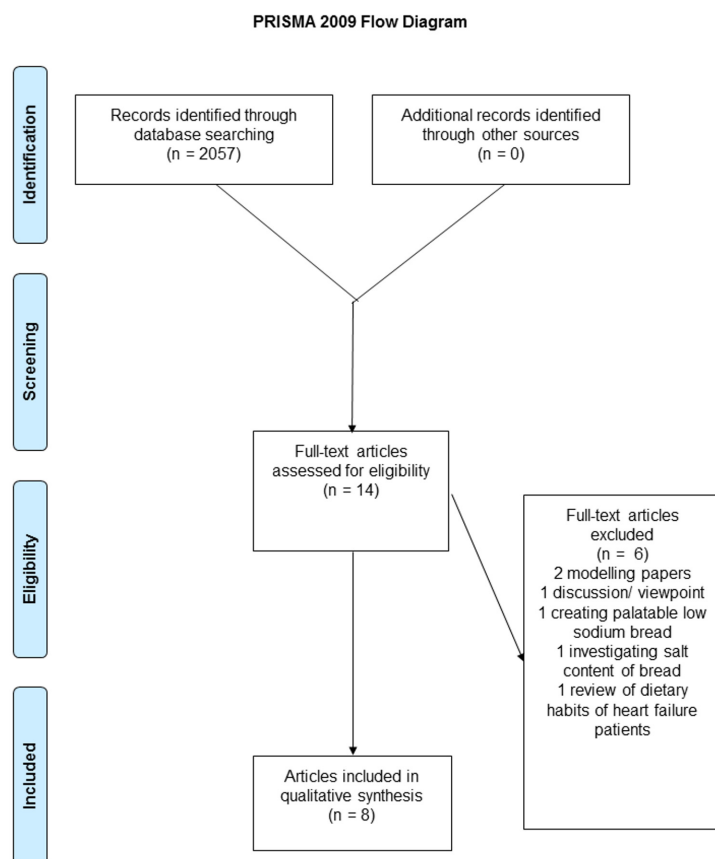 PRISMA 2009 Flow Diagram
Identification
Records identified through
database searching
(n = 2057)
Additional records identified
through other sources
(n = 0)
Screening
Full-text articles
assessed for eligibility
(n = 14)
Eligibility
Full-text articles
excluded
(n = 6)
2 modelling papers
1 discussion/ viewpoint
1 creating palatable low
sodium bread
1 investigating salt
content of bread
1 review of dietary
habits of heart failure
patients
Included
Articles included in
qualitative synthesis
(n = 8)